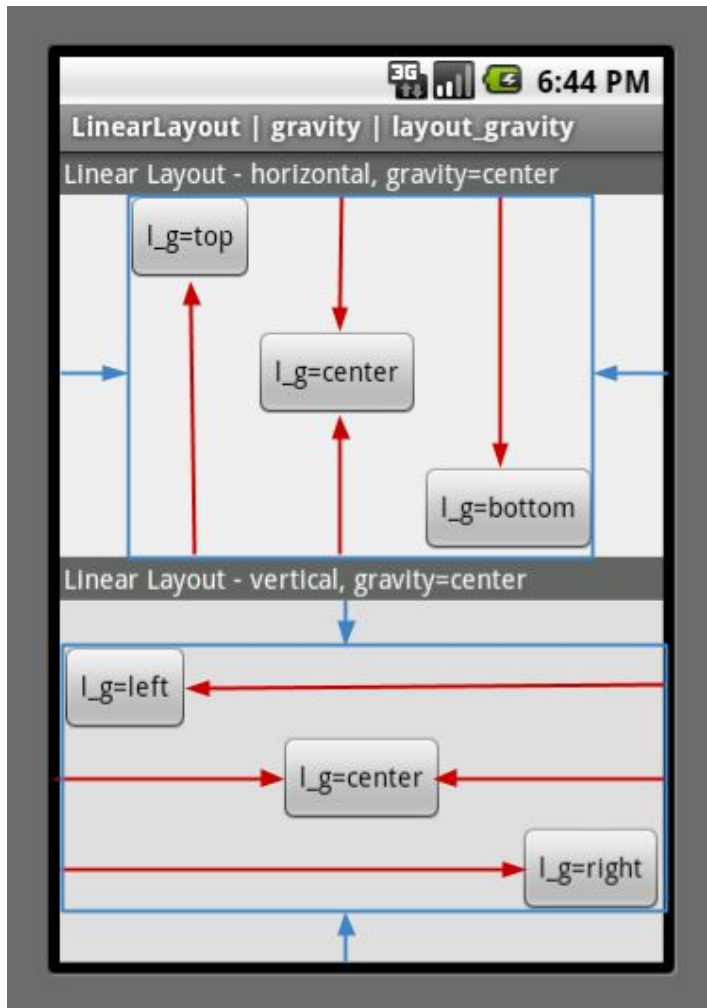 3G 6:44 PM
LinearLayout | gravity | layout_gravity
Linear Layout - horizontal, gravity=center
l_g=top
l_g=center
l_g=bottom
Linear Layout - vertical, gravity=center
l_g=left
l_g=center
l_g=right